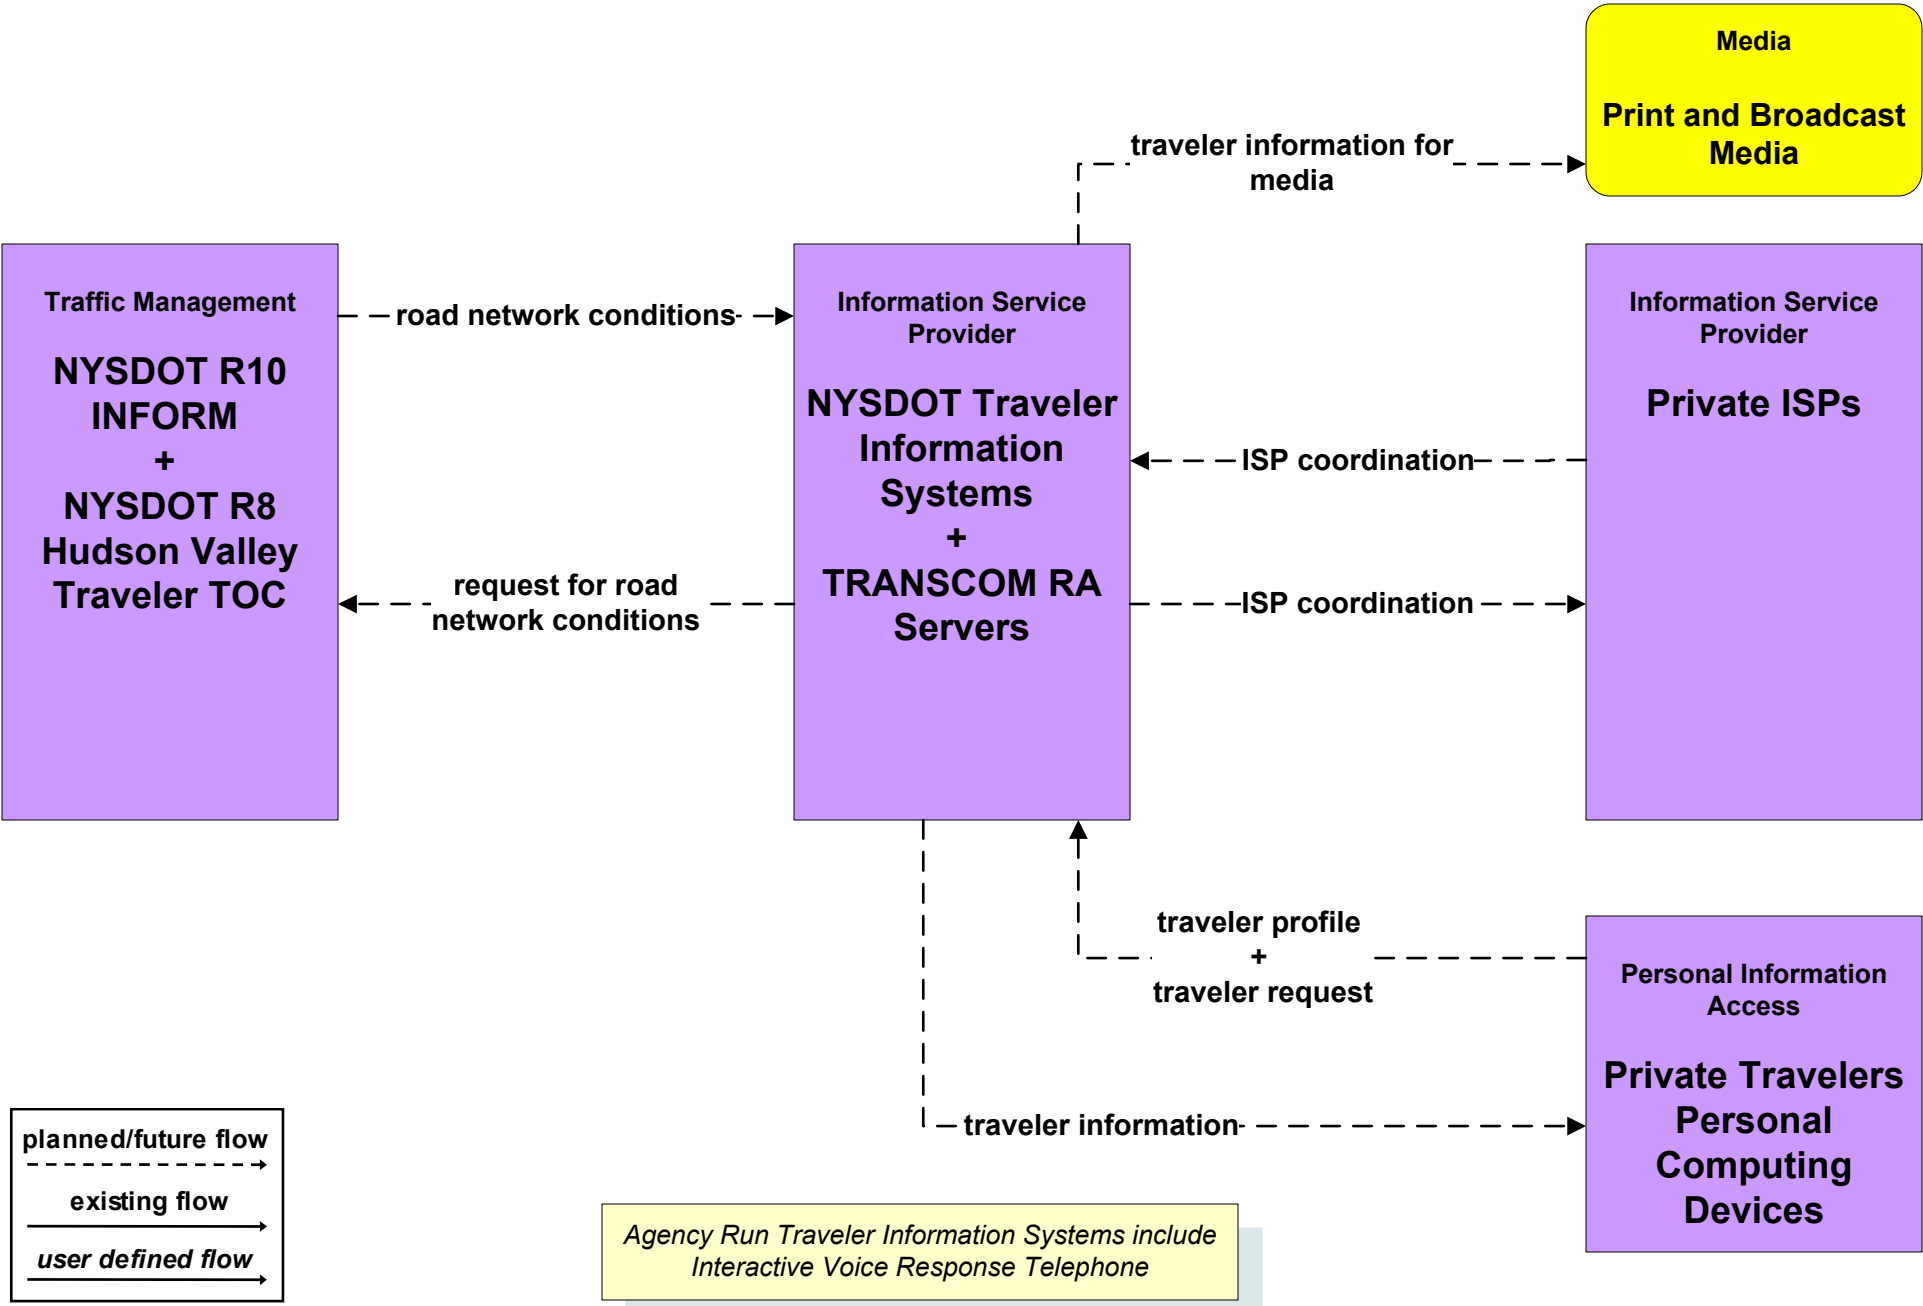 Media
Print and Broadcast
Media
traveler information for
media
Traffic Management
NYSDOT R10
INFORM
+
NYSDOT R8
Hudson Valley
Traveler TOC
road network conditions
request for road
network conditions
Information Service
Provider
NYSDOT Traveler
Information
Systems
+
TRANSCOM RA
Servers
ISP coordination
ISP coordination
Information Service
Provider
Private ISPs
traveler profile
+
traveler request
traveler information
Personal Information
Access
Private Travelers
Personal
Computing
Devices
planned/future flow
existing flow
user defined flow
Agency Run Traveler Information Systems include
Interactive Voice Response Telephone